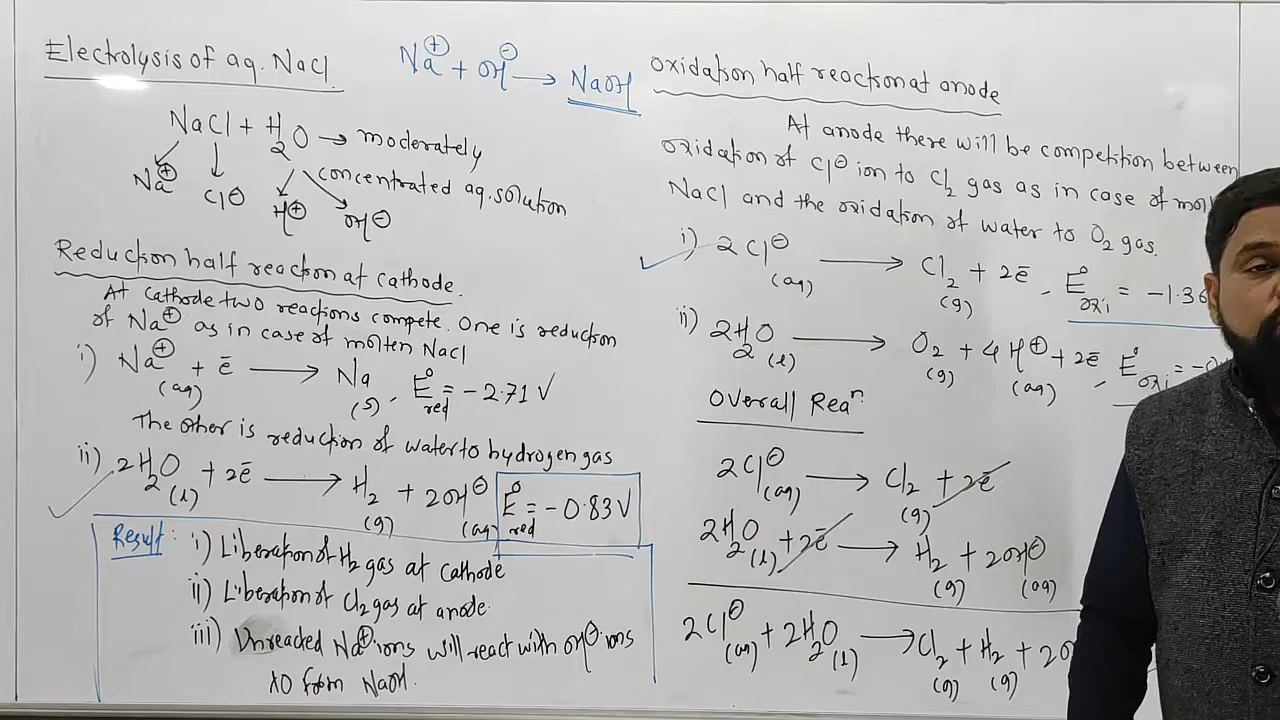 Electrolysis of aq. NaCl
Na⊕ + OH⊖ → NaOH
NaCl + H2O → moderately
concentrated aq. solution
Na⊕ Cl⊖ H⊕ OH⊖
Reduction half reaction at cathode.
At cathode two reactions compete. One is reduction
of Na⊕ as in case of molten NaCl
i) Na⊕(aq) + ē → Na(s), E°red = -2.71 V
The other is reduction of water to hydrogen gas
ii) 2H2O(l) + 2ē → H2(g) + 2OH⊖(aq) E°red = -0.83 V
Result: i) Liberation of H2 gas at cathode
ii) Liberation of Cl2 gas at anode
iii) Unreacted Na⊕ ions will react with OH⊖ ions
to form NaOH.
Oxidation half reaction at anode
At anode there will be competition between
oxidation of Cl⊖ ion to Cl2 gas as in case of mol
NaCl and the oxidation of water to O2 gas.
i) 2Cl⊖(aq) → Cl2(g) + 2ē, E°oxi = -1.36
ii) 2H2O(l) → O2(g) + 4H⊕(aq) + 2ē, E°oxi = -0
Overall Reaⁿ.
2Cl⊖(aq) → Cl2(g) + 2ē
2H2O(l) + 2ē → H2(g) + 2OH⊖(aq)
2Cl⊖(aq) + 2H2O(l) → Cl2(g) + H2(g) + 2O